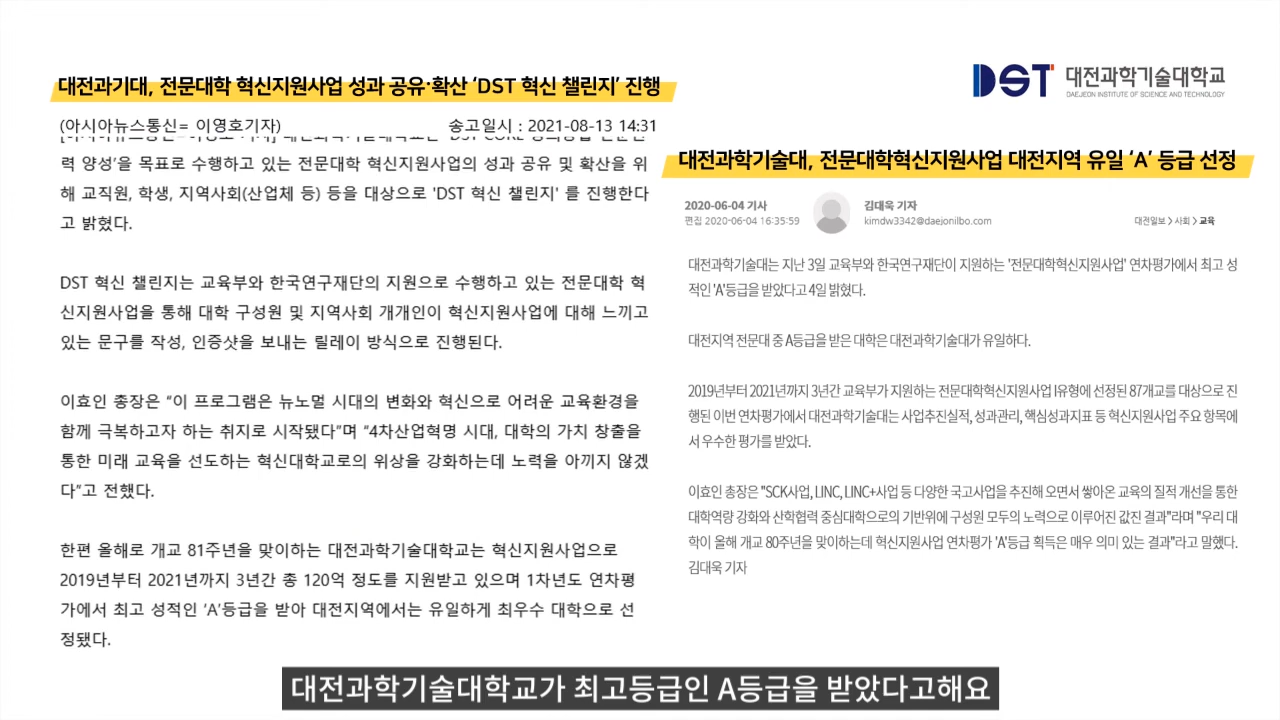 대전과기대, 전문대학 혁신지원사업 성과 공유·확산 ‘DST 혁신 챌린지’ 진행
(아시아뉴스통신= 이영호기자) 송고일시 : 2021-08-13 14:31
력 양성’을 목표로 수행하고 있는 전문대학 혁신지원사업의 성과 공유 및 확산을 위
해 교직원, 학생, 지역사회(산업체 등) 등을 대상으로 'DST 혁신 챌린지' 를 진행한다
고 밝혔다.
DST 혁신 챌린지는 교육부와 한국연구재단의 지원으로 수행하고 있는 전문대학 혁
신지원사업을 통해 대학 구성원 및 지역사회 개개인이 혁신지원사업에 대해 느끼고
있는 문구를 작성, 인증샷을 보내는 릴레이 방식으로 진행된다.
이효인 총장은 “이 프로그램은 뉴노멀 시대의 변화와 혁신으로 어려운 교육환경을
함께 극복하고자 하는 취지로 시작됐다”며 “4차산업혁명 시대, 대학의 가치 창출을
통한 미래 교육을 선도하는 혁신대학교로의 위상을 강화하는데 노력을 아끼지 않겠
다”고 전했다.
한편 올해로 개교 81주년을 맞이하는 대전과학기술대학교는 혁신지원사업으로
2019년부터 2021년까지 3년간 총 120억 정도를 지원받고 있으며 1차년도 연차평
가에서 최고 성적인 ‘A’등급을 받아 대전지역에서는 유일하게 최우수 대학으로 선
정됐다.
DST 대전과학기술대학교
DAEJEON INSTITUTE OF SCIENCE AND TECHNOLOGY
대전과학기술대, 전문대학혁신지원사업 대전지역 유일 ‘A’ 등급 선정
2020-06-04 기사
편집 2020-06-04 16:35:59
김대욱 기자
kimdw3342@daejonilbo.com
대전일보 > 사회 > 교육
대전과학기술대는 지난 3일 교육부와 한국연구재단이 지원하는 '전문대학혁신지원사업' 연차평가에서 최고 성
적인 'A'등급을 받았다고 4일 밝혔다.
대전지역 전문대 중 A등급을 받은 대학은 대전과학기술대가 유일하다.
2019년부터 2021년까지 3년간 교육부가 지원하는 전문대학혁신지원사업 I유형에 선정된 87개교를 대상으로 진
행된 이번 연차평가에서 대전과학기술대는 사업추진실적, 성과관리, 핵심성과지표 등 혁신지원사업 주요 항목에
서 우수한 평가를 받았다.
이효인 총장은 "SCK사업, LINC, LINC+사업 등 다양한 국고사업을 추진해 오면서 쌓아온 교육의 질적 개선을 통한
대학역량 강화와 산학협력 중심대학으로의 기반위에 구성원 모두의 노력으로 이루어진 값진 결과"라며 "우리 대
학이 올해 개교 80주년을 맞이하는데 혁신지원사업 연차평가 'A'등급 획득은 매우 의미 있는 결과"라고 말했다.
김대욱 기자
대전과학기술대학교가 최고등급인 A등급을 받았다고해요